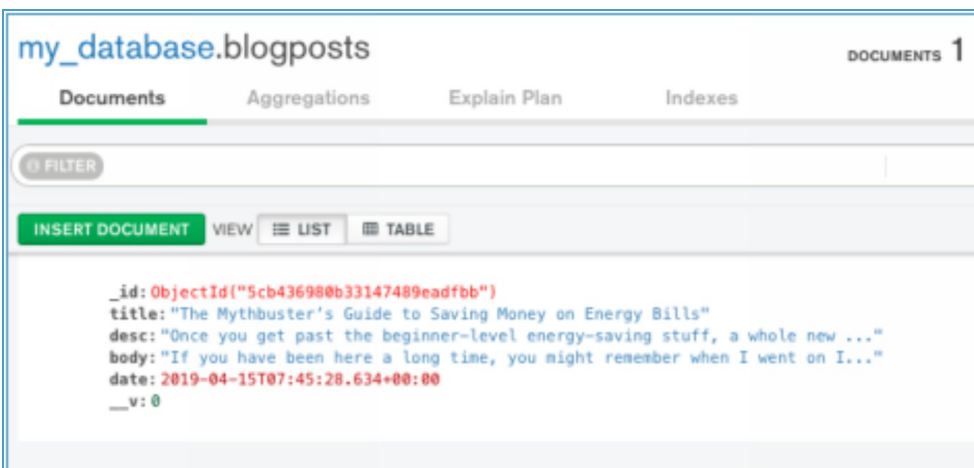 my_database.blogposts
DOCUMENTS 1
Documents Aggregations Explain Plan Indexes
FILTER
INSERT DOCUMENT VIEW LIST TABLE
_id: ObjectId("5cb436980b33147489eadfbb")
title: "The Mythbuster’s Guide to Saving Money on Energy Bills"
desc: "Once you get past the beginner-level energy-saving stuff, a whole new ..."
body: "If you have been here a long time, you might remember when I went on I..."
date: 2019-04-15T07:45:28.634+00:00
__v: 0